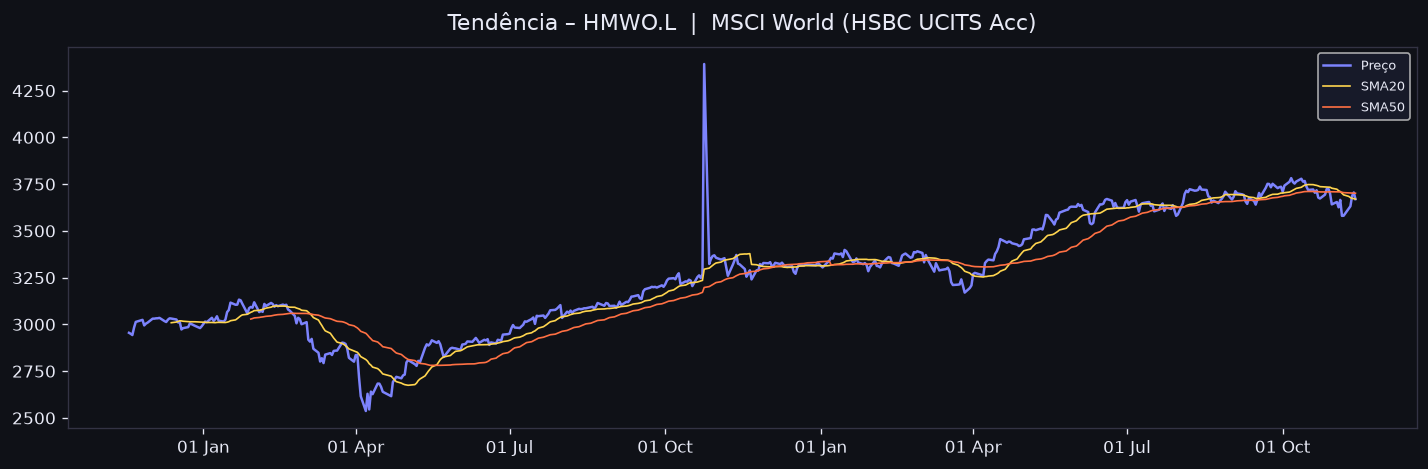 Tendência – HMWO.L  |  MSCI World (HSBC UCITS Acc)
Preço
SMA20
SMA50
4250
4000
3750
3500
3250
3000
2750
2500
01 Jan
01 Apr
01 Jul
01 Oct
01 Jan
01 Apr
01 Jul
01 Oct